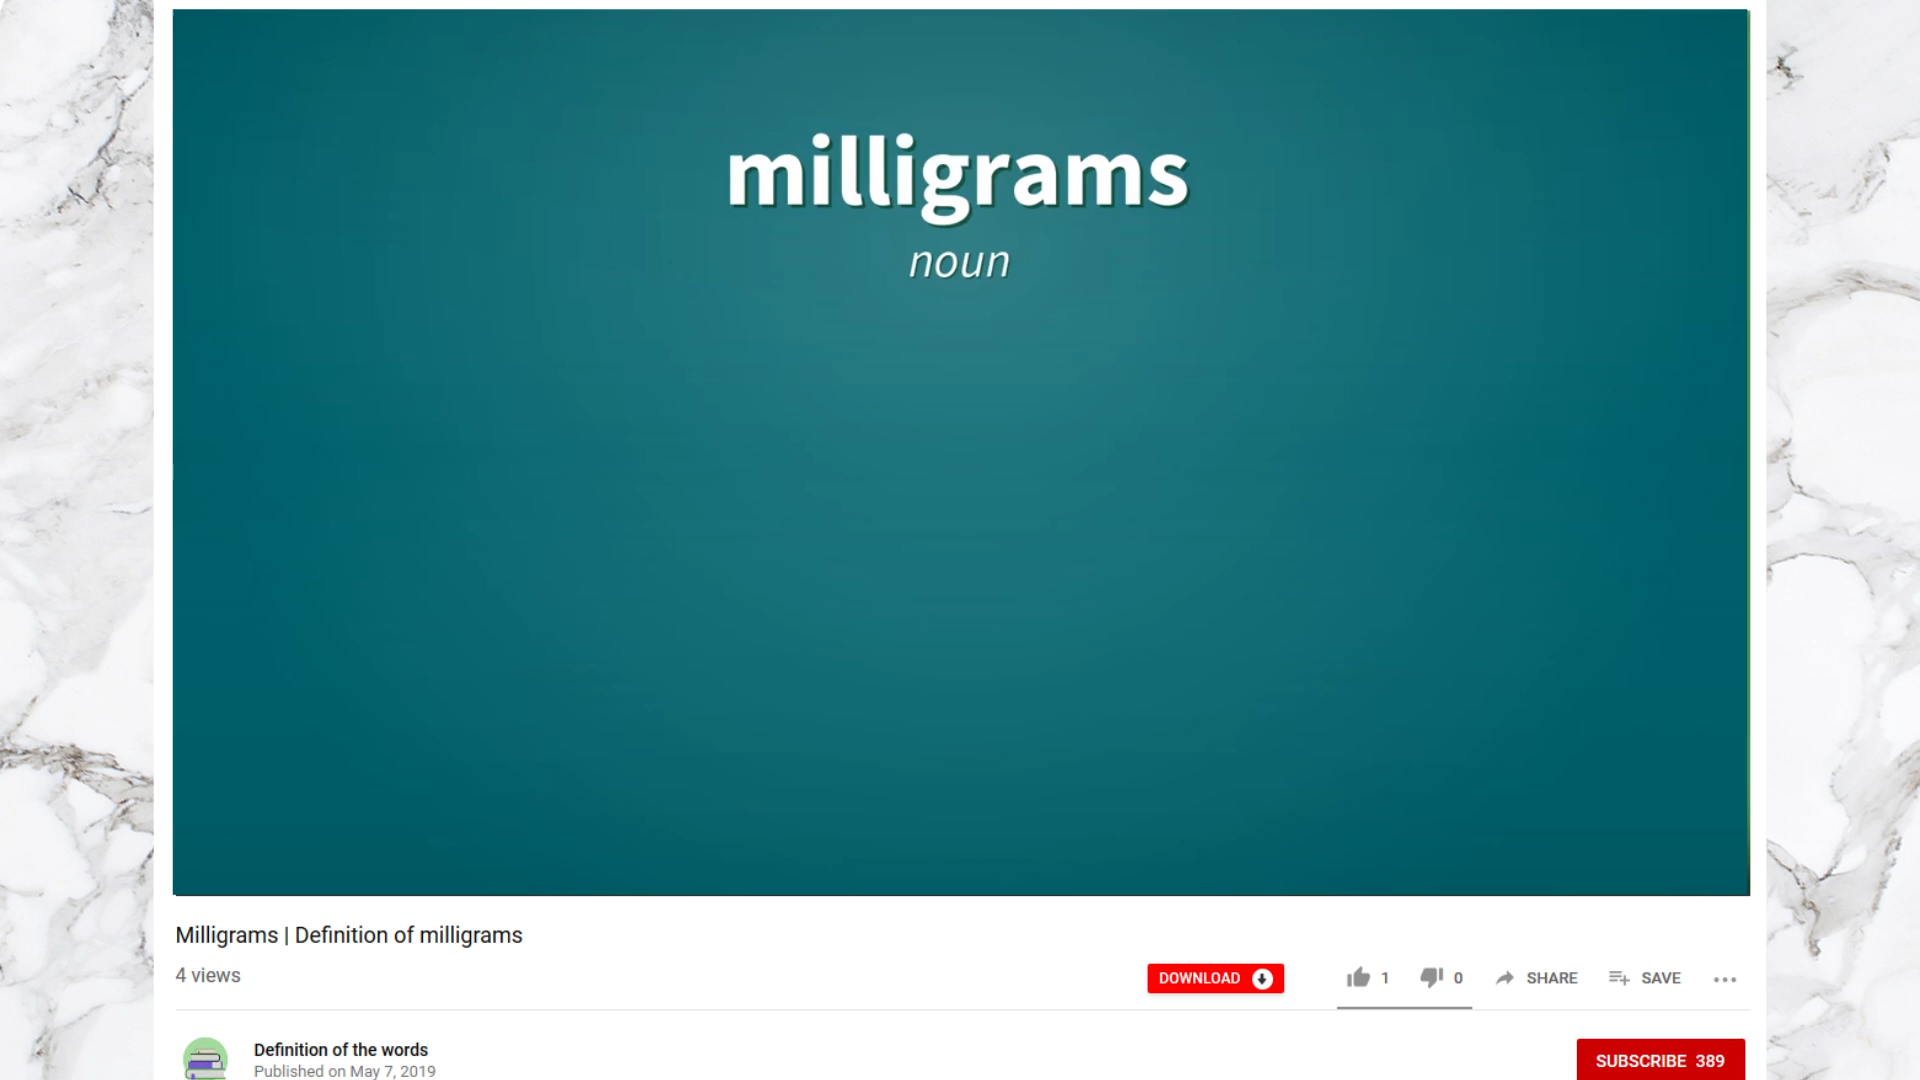 milligrams
noun
Milligrams | Definition of milligrams
4 views
DOWNLOAD 1 0 SHARE SAVE
Definition of the words
Published on May 7, 2019
SUBSCRIBE 389